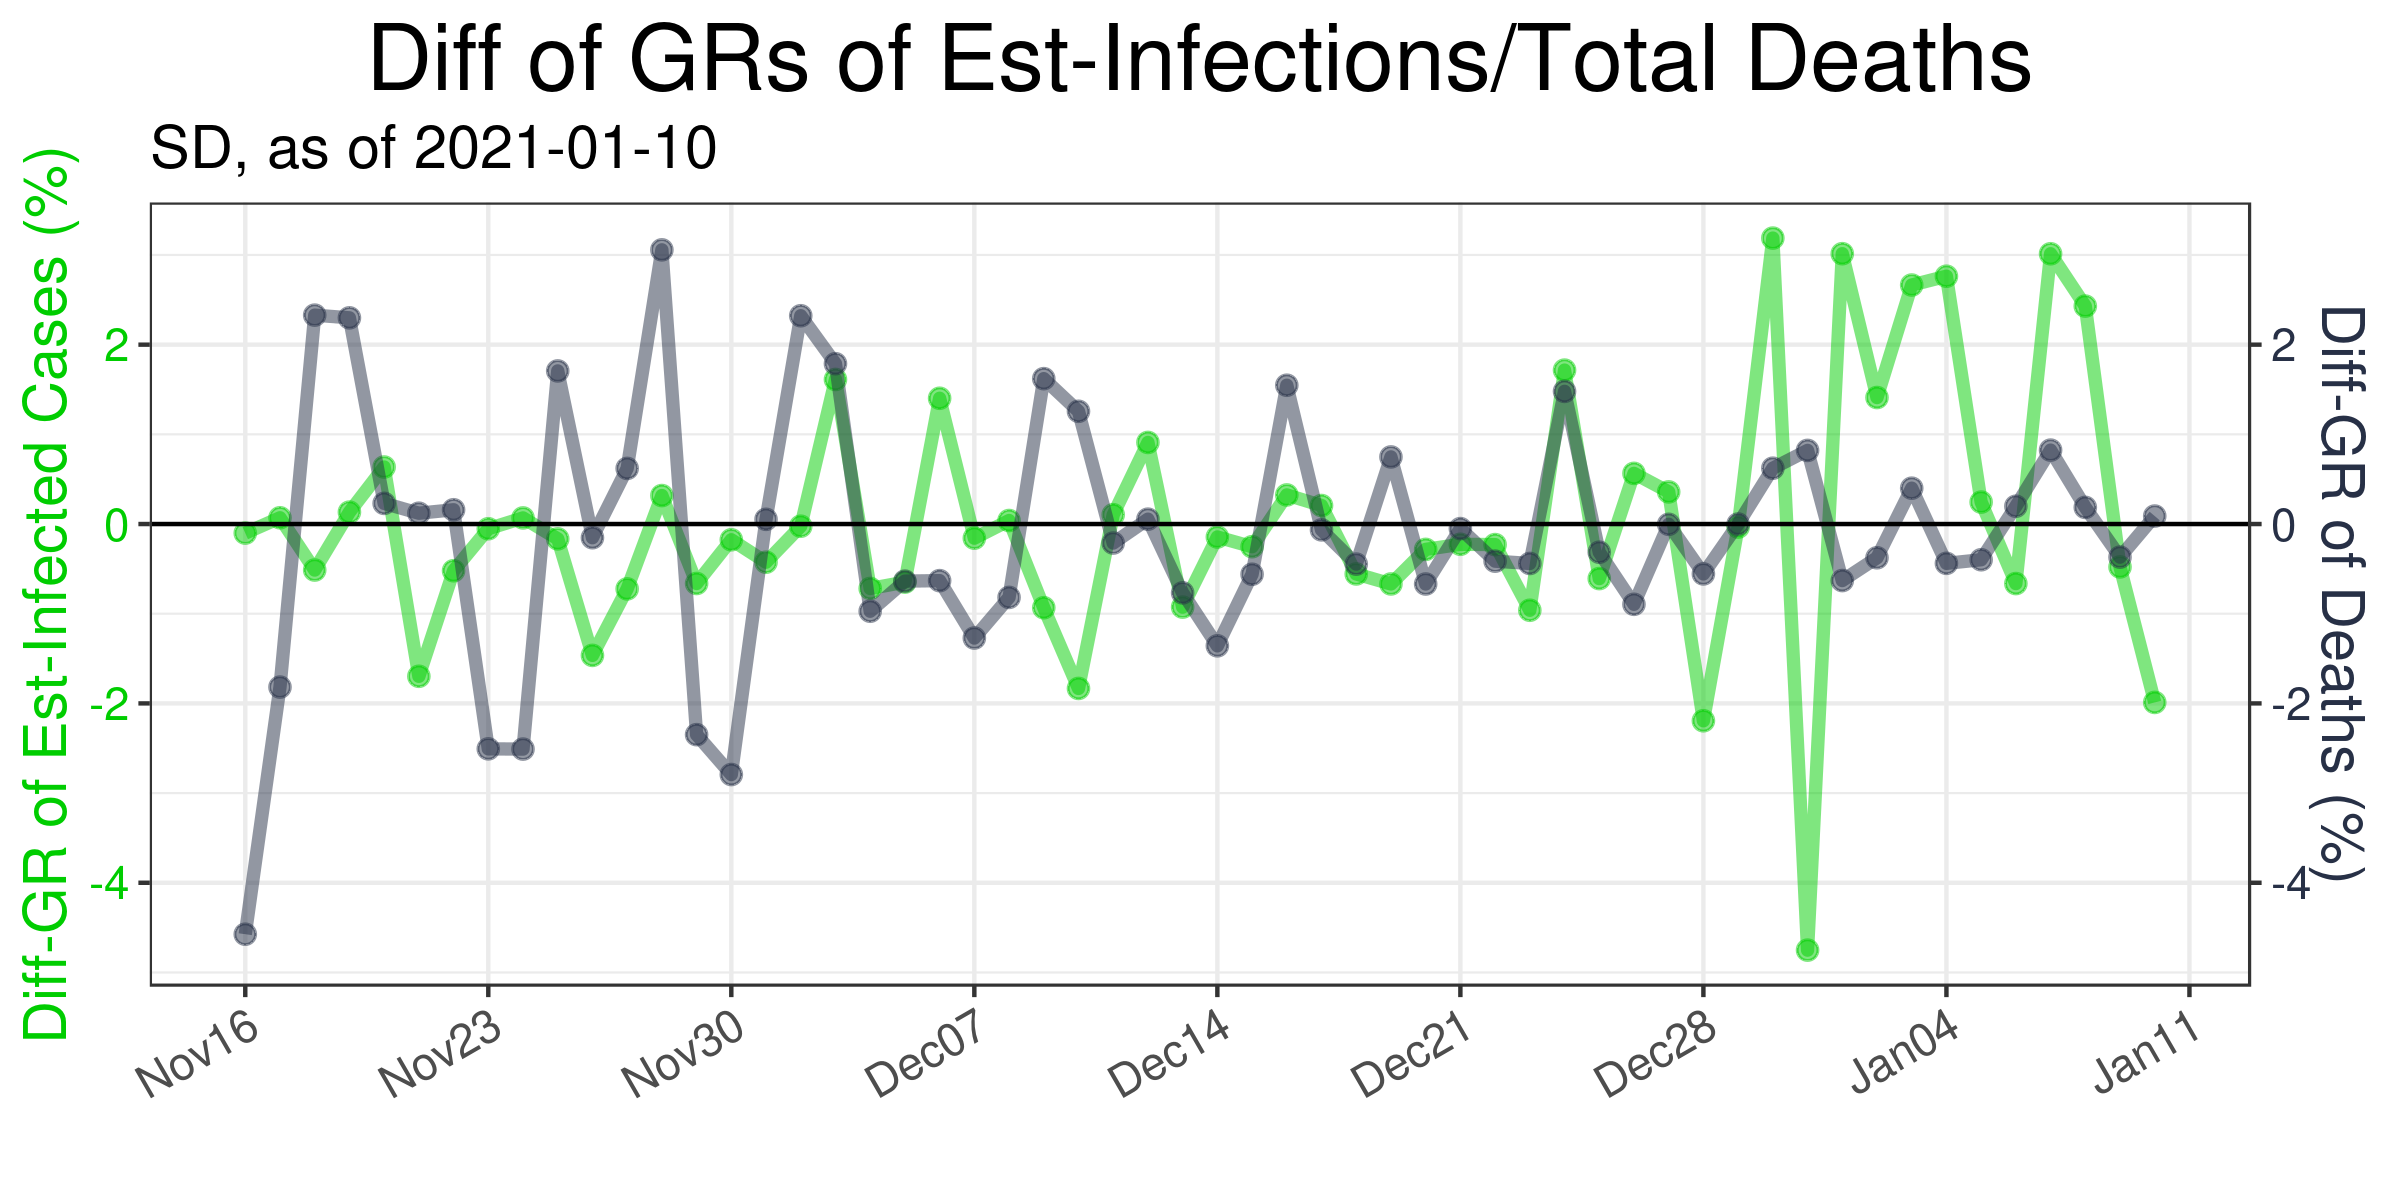 Diff of GRs of Est-Infections/Total Deaths
SD, as of 2021-01-10
Diff-GR of Est-Infected Cases (%)
2
0
-2
-4
2
0
-2
-4
Diff-GR of Deaths (%)
Nov16
Nov23
Nov30
Dec07
Dec14
Dec21
Dec28
Jan04
Jan11